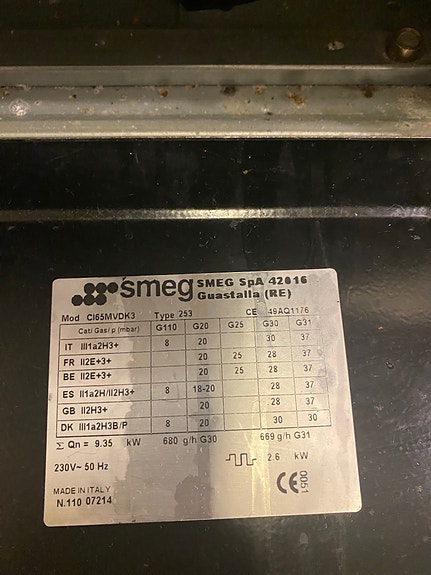 smeg SMEG SpA 42016
Guastalla (RE)
Mod CI65MVDK3 Type 253 CE 49AQ1176
Cat/ Gas/ p (mbar) G110 G20 G25 G30 G31
IT III1a2H3+ 8 20 30 37
FR II2E+3+ 20 25 28 37
BE II2E+3+ 20 25 28 37
ES II1a2H/II2H3+ 8 18-20 28 37
GB II2H3+ 20 28 37
DK III1a2H3B/P 8 20 30 30
Σ Qn = 9.35 kW 680 g/h G30 669 g/h G31
230V~ 50 Hz 2.6 kW
CE 0051
MADE IN ITALY
N.110 07214